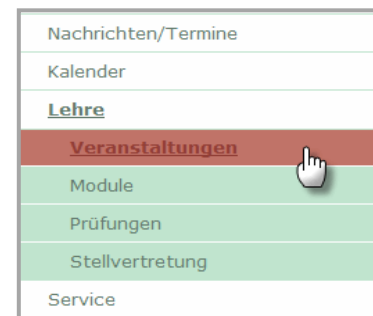 Nachrichten/Termine
Kalender
Lehre
Veranstaltungen
Module
Prüfungen
Stellvertretung
Service